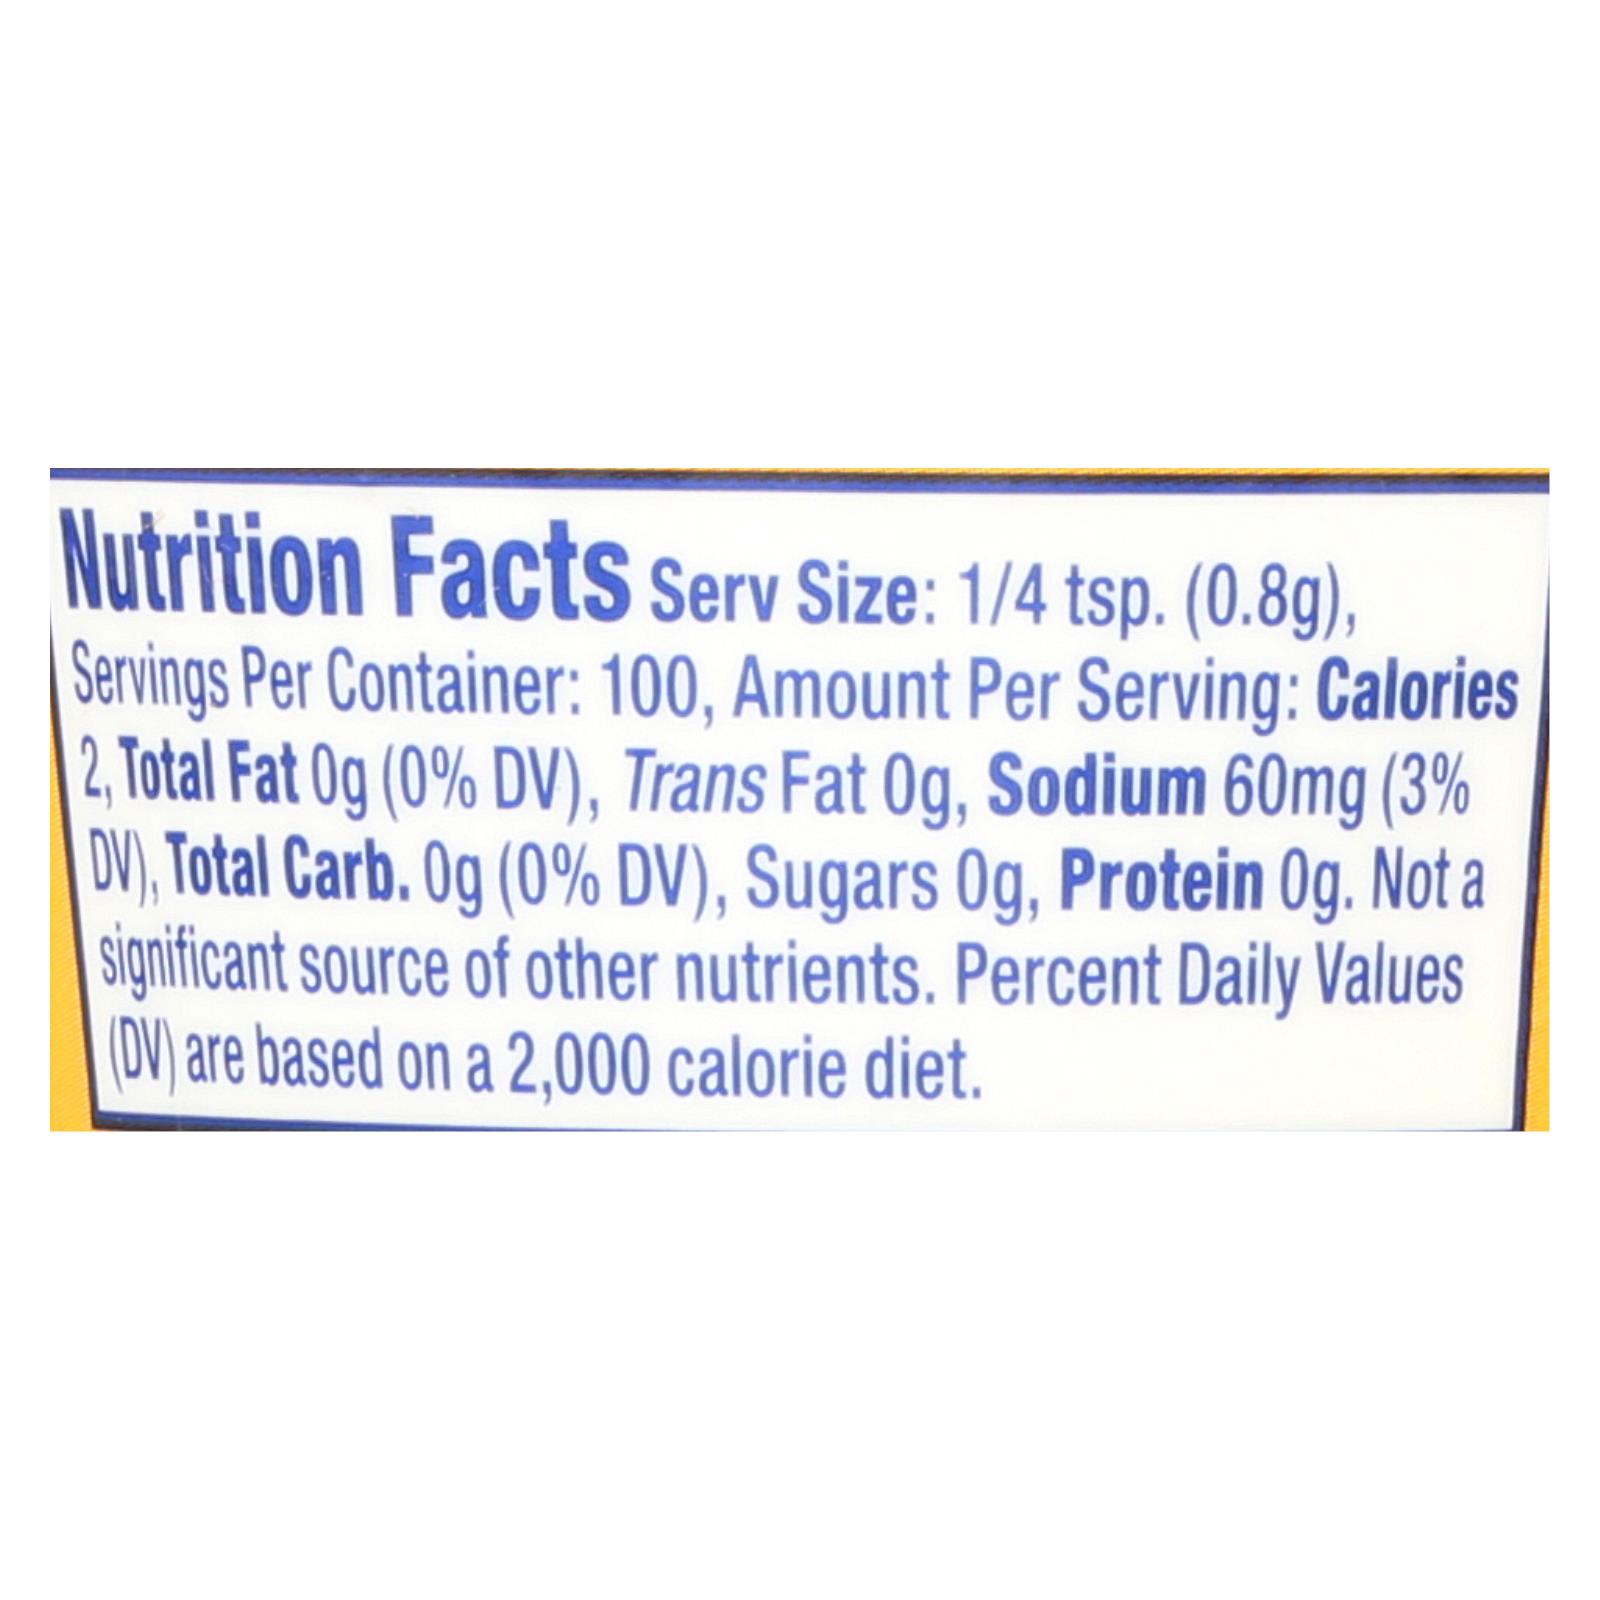 Nutrition Facts Serv Size: 1/4 tsp. (0.8g),
Servings Per Container: 100, Amount Per Serving: Calories
2, Total Fat 0g (0% DV), Trans Fat 0g, Sodium 60mg (3%
DV), Total Carb. 0g (0% DV), Sugars 0g, Protein 0g. Not a
significant source of other nutrients. Percent Daily Values
(DV) are based on a 2,000 calorie diet.